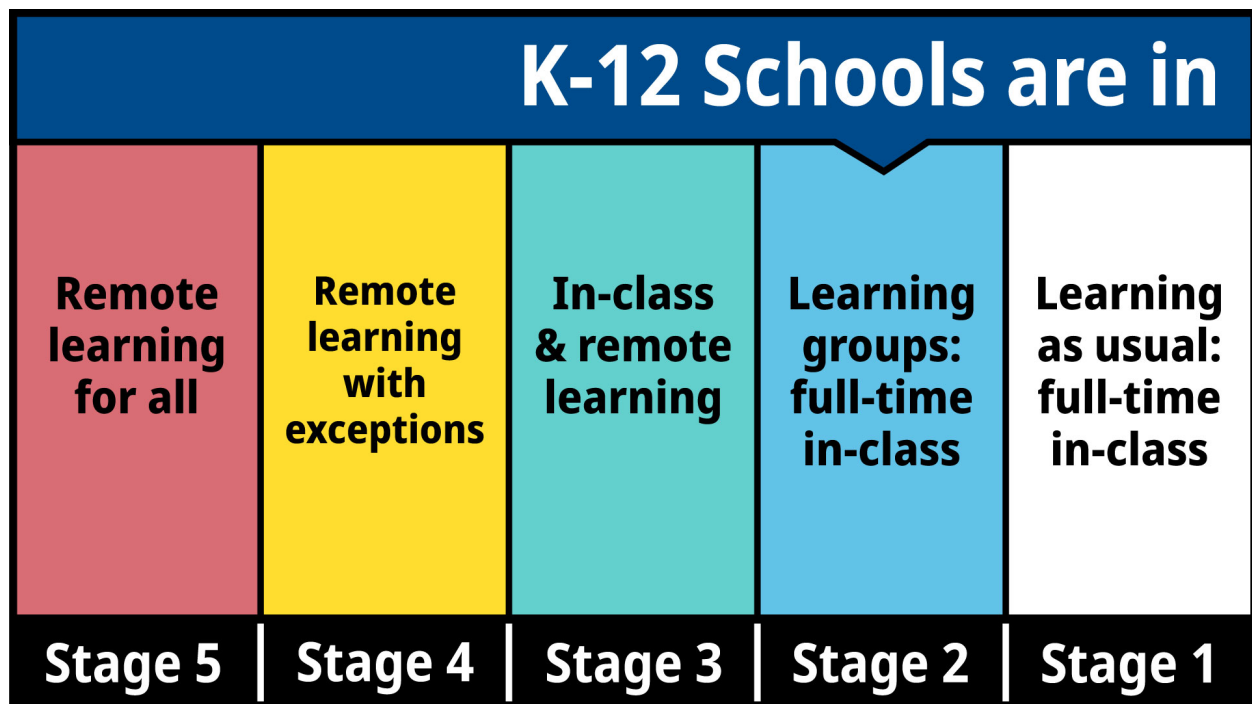 K-12 Schools are in
Remote
learning
for all
Remote
learning
with
exceptions
In-class
& remote
learning
Learning
groups:
full-time
in-class
Learning
as usual:
full-time
in-class
Stage 5
Stage 4
Stage 3
Stage 2
Stage 1